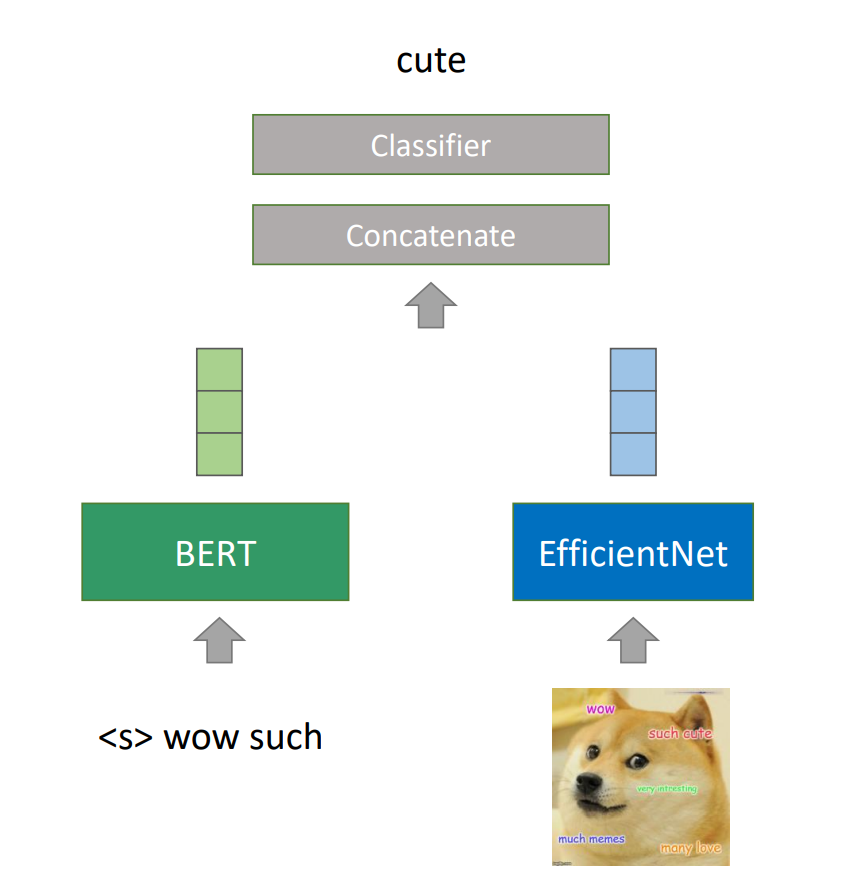 cute
Classifier
Concatenate
BERT
EfficientNet
<s> wow such
wow
such cute
very intresting
much memes
many love